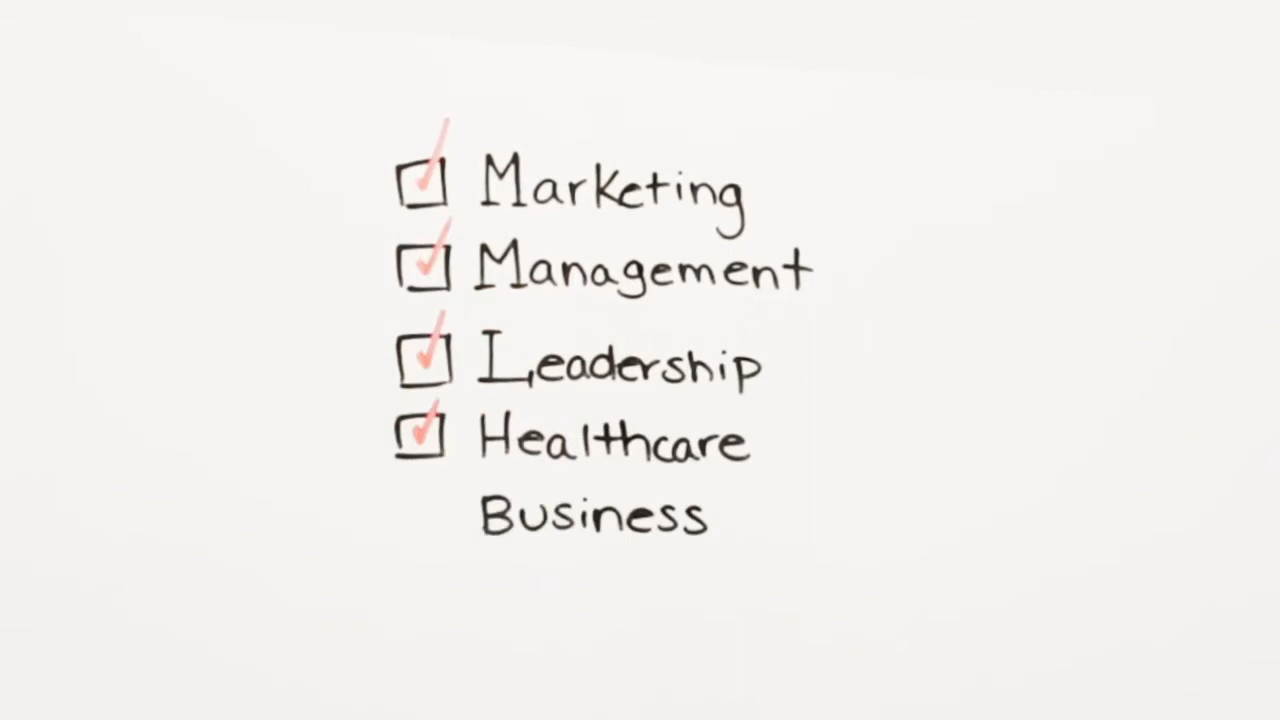 Marketing
Management
Leadership
Healthcare
Business